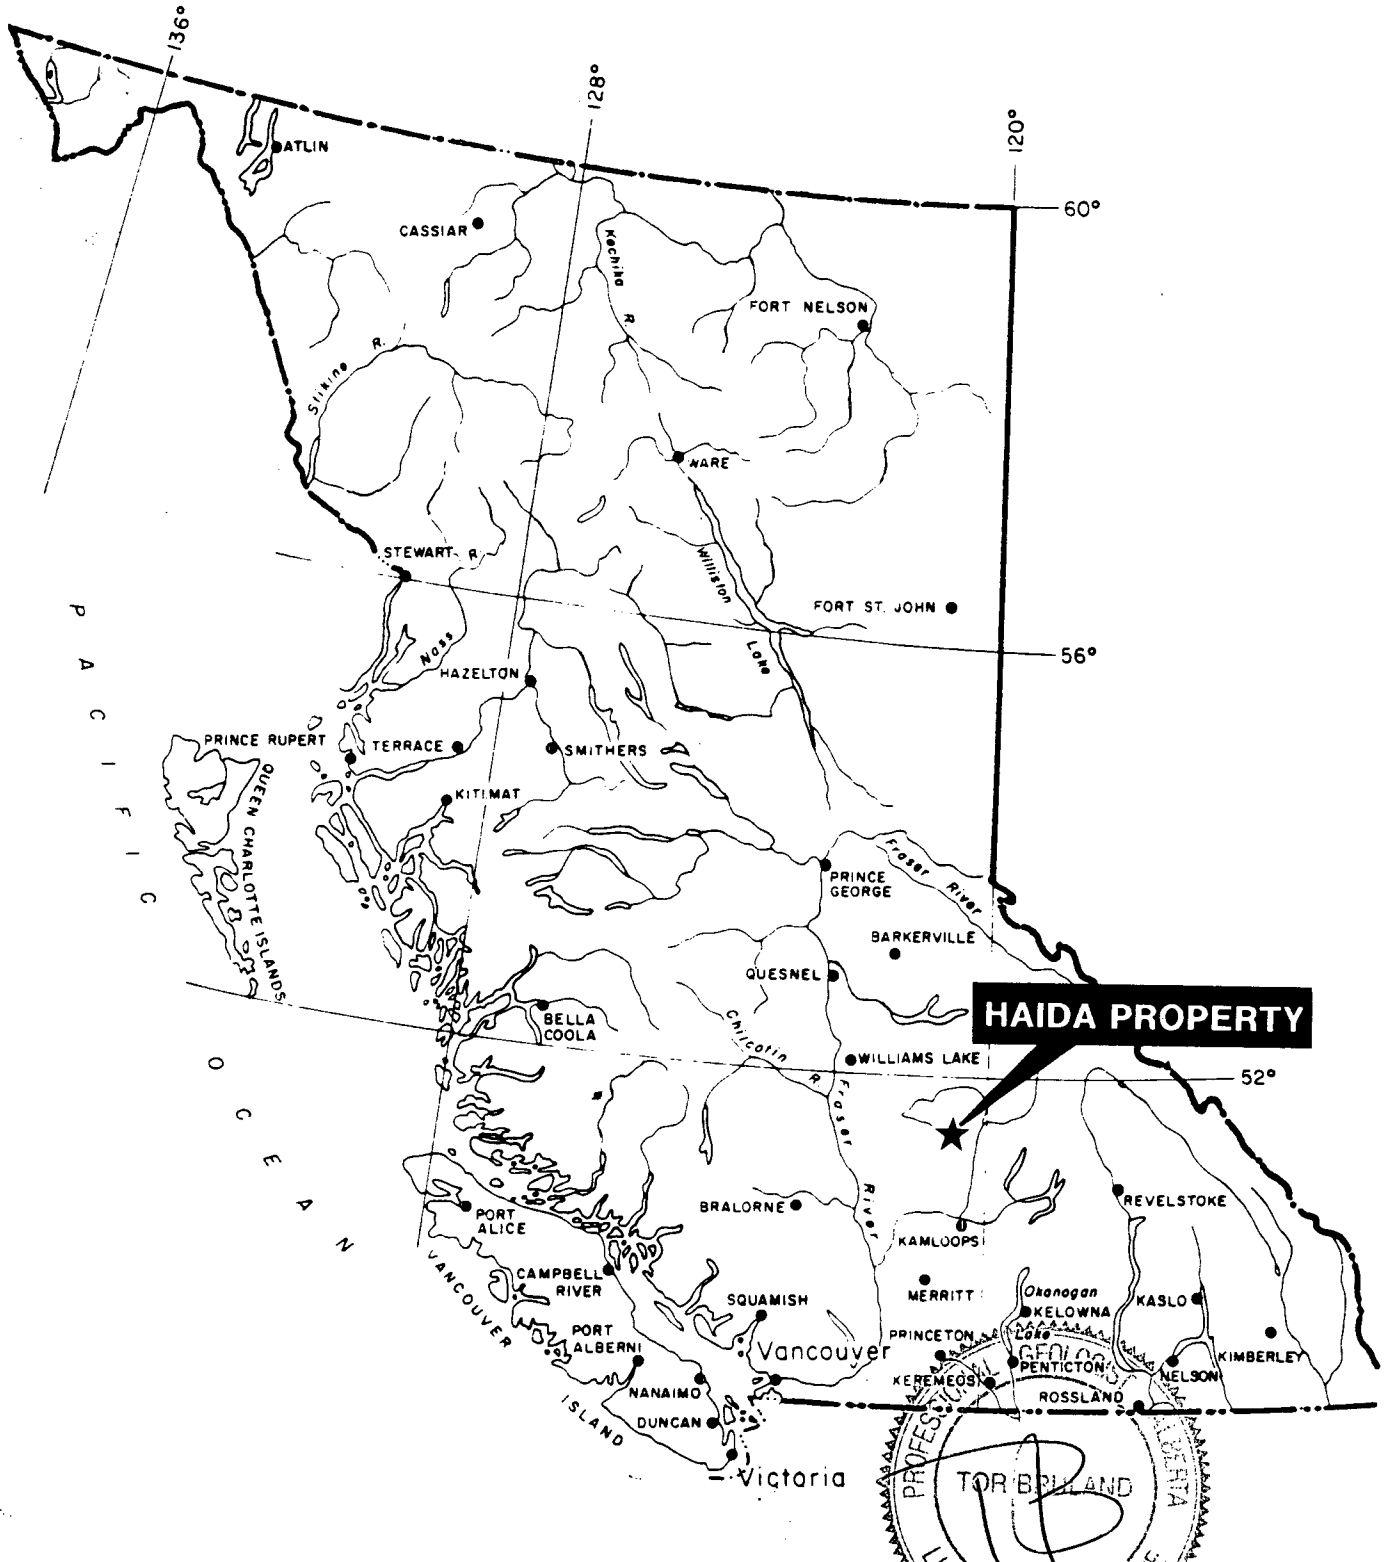 136°
128°
120°
ATLIN
60°
CASSIAR
Kechika
R.
FORT NELSON
Stikine R.
WARE
STEWART
R.
Williston
Lake
FORT ST. JOHN
Nass
56°
HAZELTON
PRINCE RUPERT
TERRACE
SMITHERS
KITIMAT
QUEEN CHARLOTTE ISLANDS
PACIFIC
OCEAN
Fraser River
PRINCE
GEORGE
BARKERVILLE
QUESNEL
HAIDA PROPERTY
BELLA
COOLA
Chilcotin
R.
WILLIAMS LAKE
52°
Fraser
River
BRALORNE
REVELSTOKE
PORT
ALICE
KAMLOOPS
VANCOUVER
ISLAND
CAMPBELL
RIVER
MERRITT
Okanagan
Lake
KELOWNA
KASLO
SQUAMISH
PORT
ALBERNI
PRINCETON
Vancouver
KIMBERLEY
KEREMEOS
PENTICTON
NELSON
NANAIMO
ROSSLAND
DUNCAN
Victoria
PROFESSIONAL GEOLOGIS
ALBERTA
TOR BRULAND